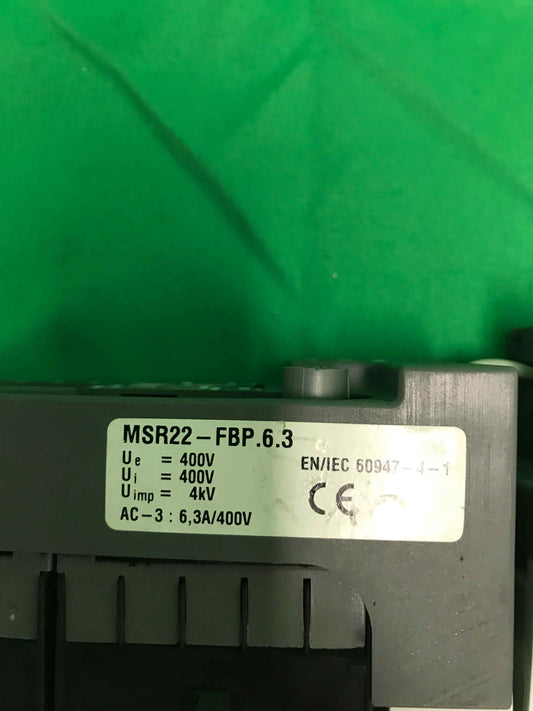 MSR22-FBP.6.3
Ue = 400V
Ui = 400V
Uimp = 4kV
AC-3 : 6,3A/400V
EN/IEC 60947-4-1
CE